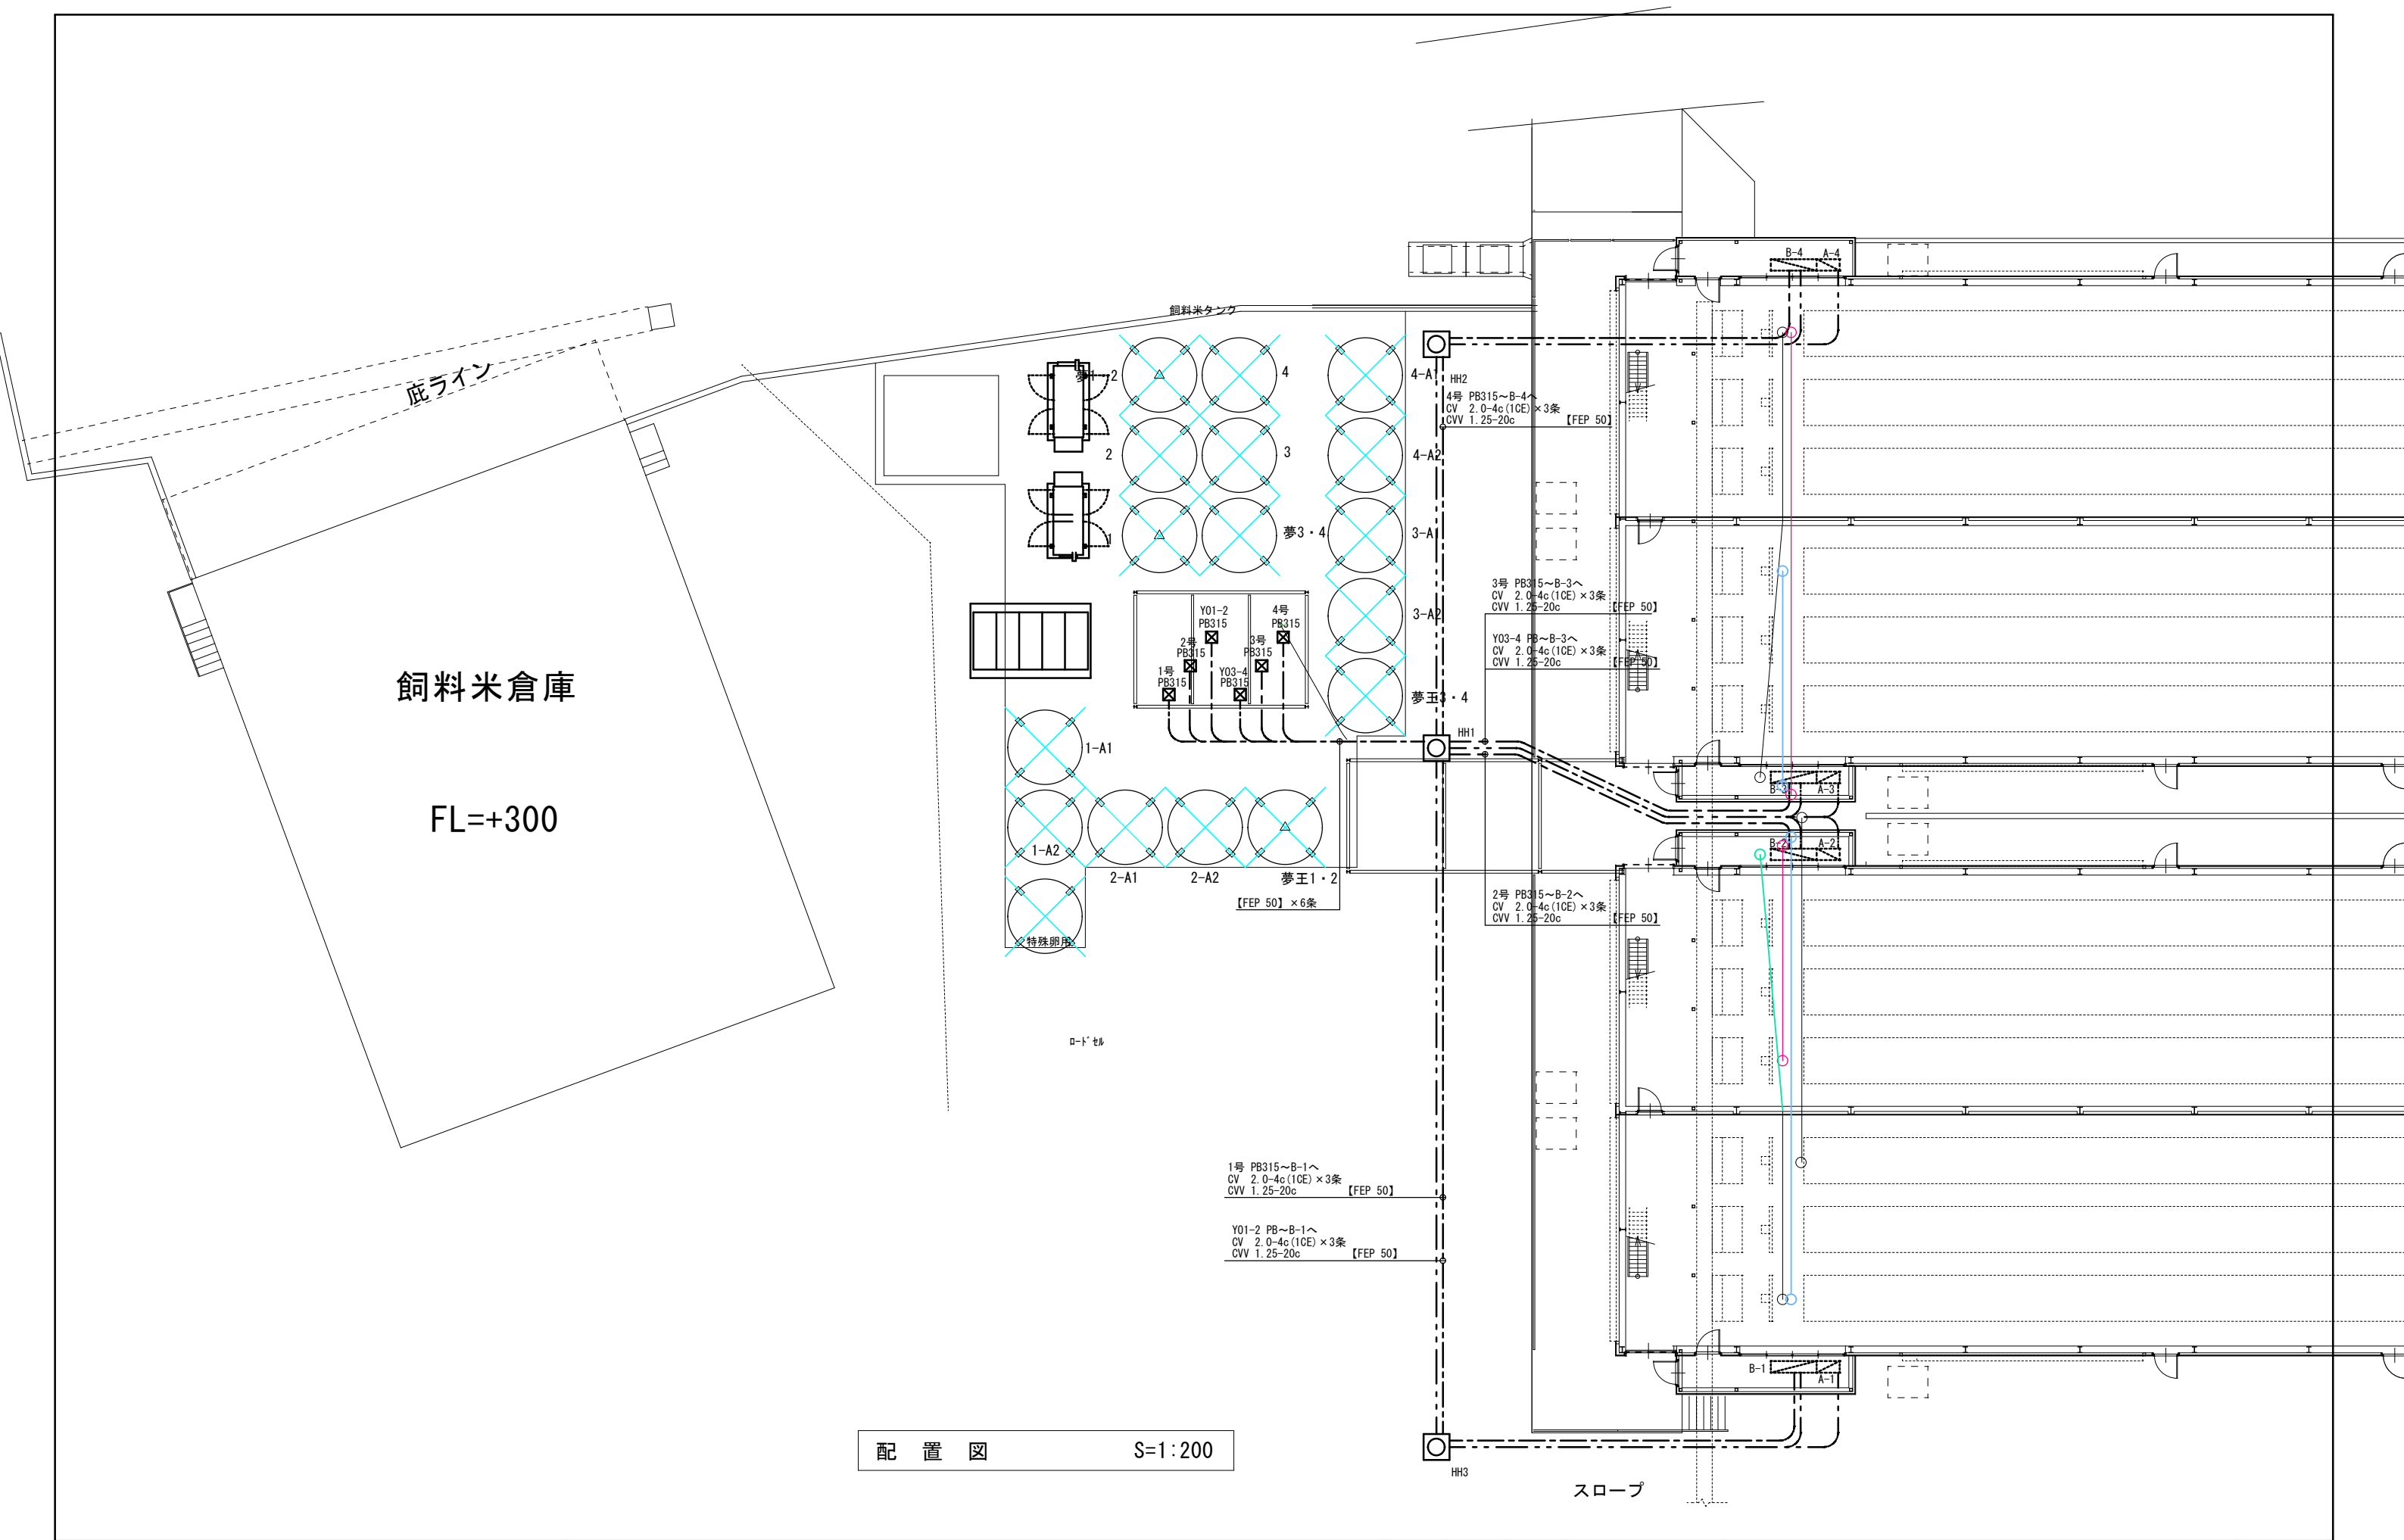 B-4
A-4
飼料米タンク
庇ライン
夢1・2
4
4-A1
HH2
4号 PB315～B-4へ
CV 2.0-4c(1CE)×3条
CVV 1.25-20c 【FEP 50】
2
3
4-A2
1
夢3・4
3-A1
3号 PB315～B-3へ
CV 2.0-4c(1CE)×3条
CVV 1.25-20c 【FEP 50】
Y01-2
PB315
4号
PB315
3-A2
2号
PB315
3号
PB315
Y03-4 PB～B-3へ
CV 2.0-4c(1CE)×3条
CVV 1.25-20c 【FEP 50】
1号
PB315
Y03-4
PB315
飼料米倉庫
夢王3・4
HH1
1-A1
B-3
A-3
FL=+300
1-A2
B-2
A-2
2-A1
2-A2
夢王1・2
【FEP 50】×6条
2号 PB315～B-2へ
CV 2.0-4c(1CE)×3条
CVV 1.25-20c 【FEP 50】
特殊卵用
ﾛｰﾄﾞｾﾙ
1号 PB315～B-1へ
CV 2.0-4c(1CE)×3条
CVV 1.25-20c 【FEP 50】
Y01-2 PB～B-1へ
CV 2.0-4c(1CE)×3条
CVV 1.25-20c 【FEP 50】
B-1
A-1
配 置 図 S=1:200
HH3
スロープ